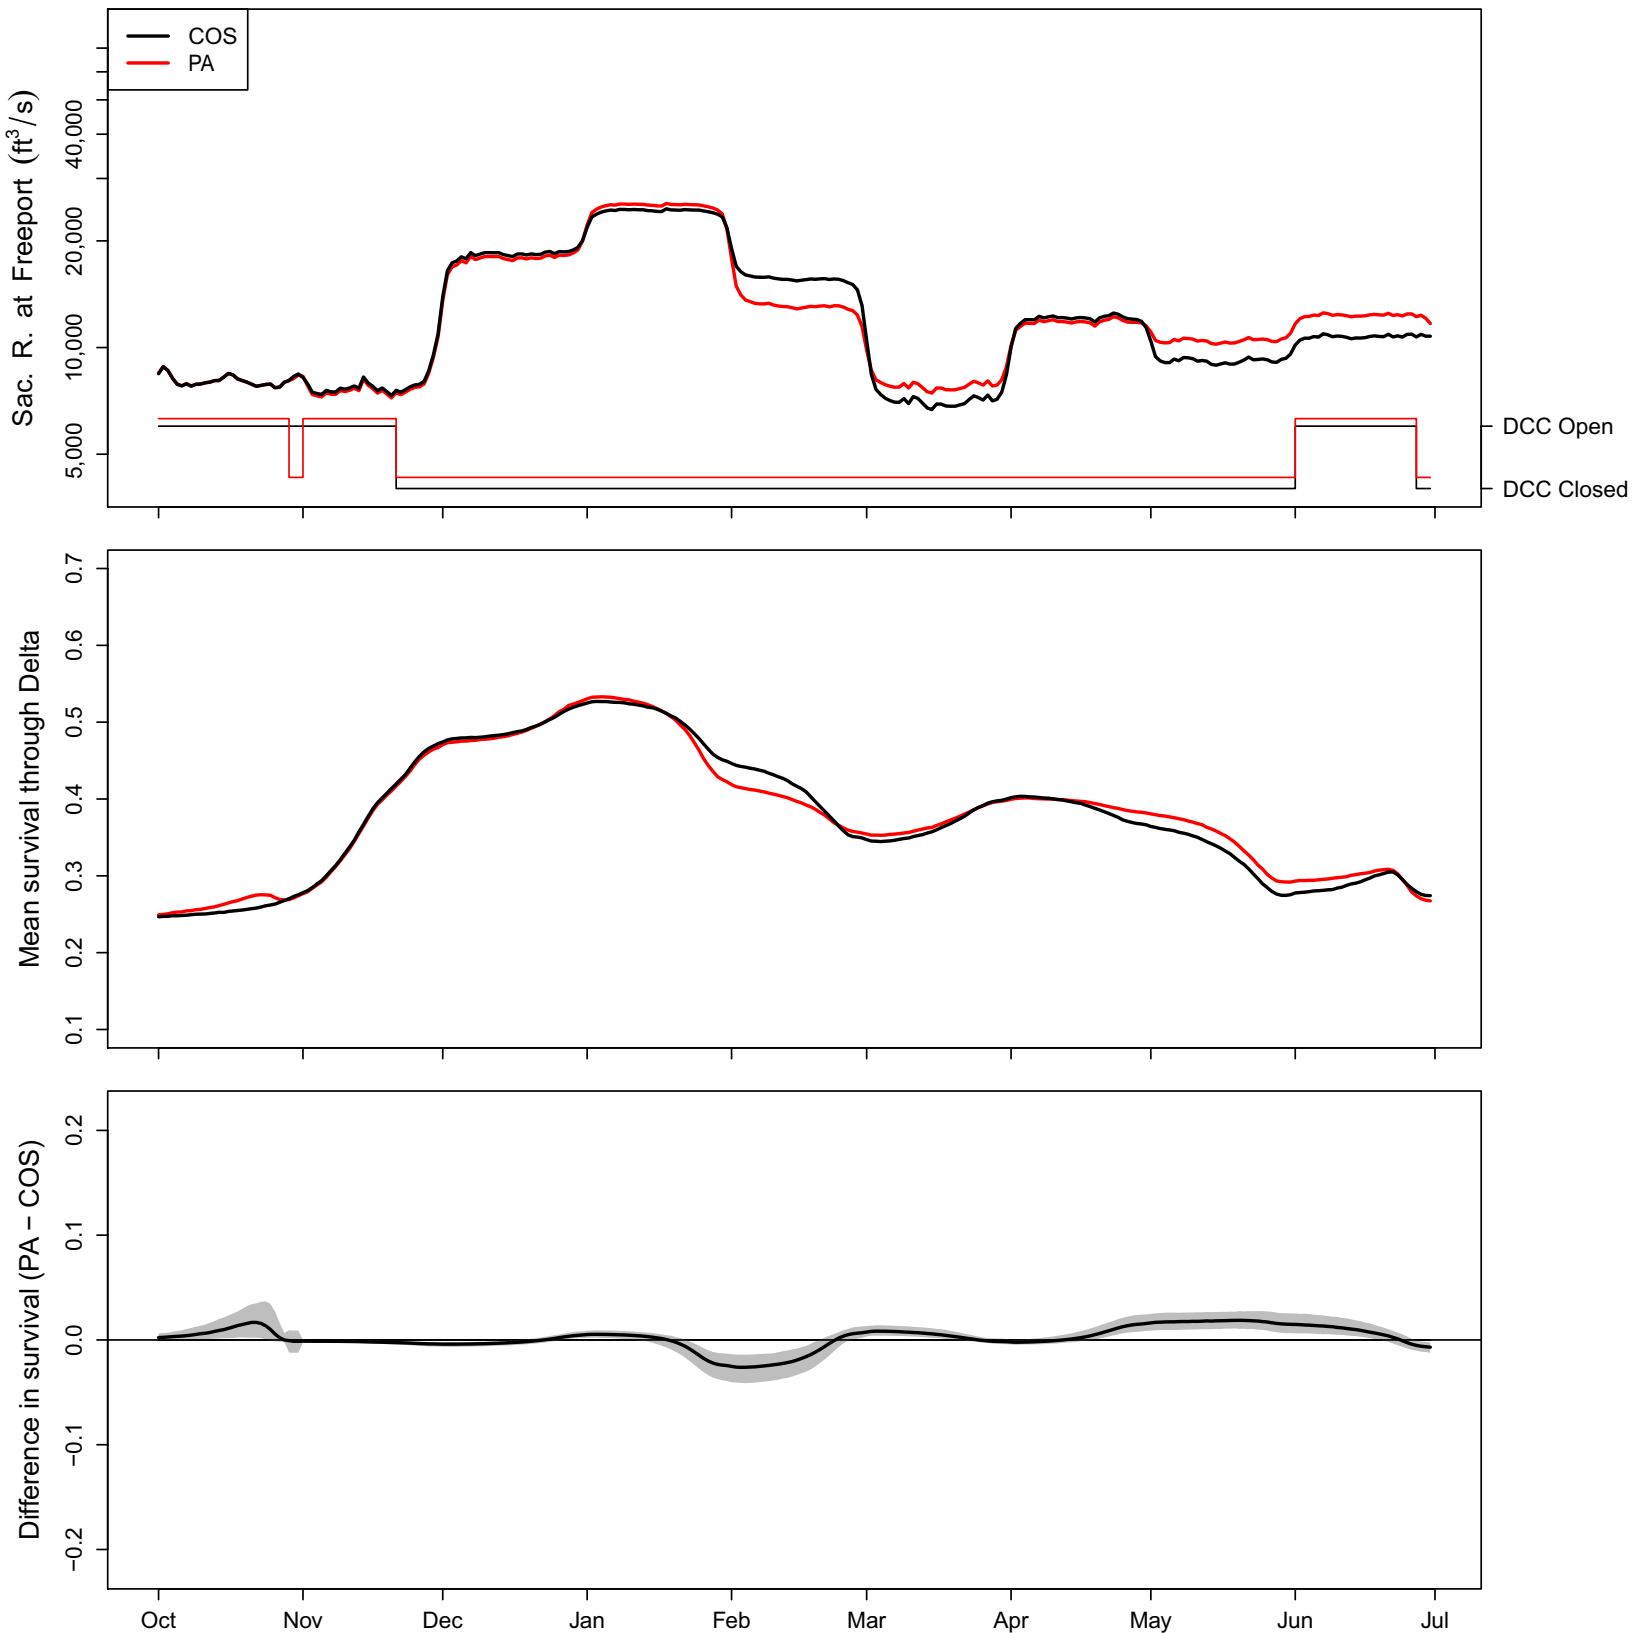 COS
PA
Sac. R. at Freeport (ft³/s)
40,000
20,000
10,000
5,000
DCC Open
DCC Closed
Mean survival through Delta
0.7
0.6
0.5
0.4
0.3
0.2
0.1
Difference in survival (PA − COS)
0.2
0.1
0.0
−0.1
−0.2
Oct Nov Dec Jan Feb Mar Apr May Jun Jul